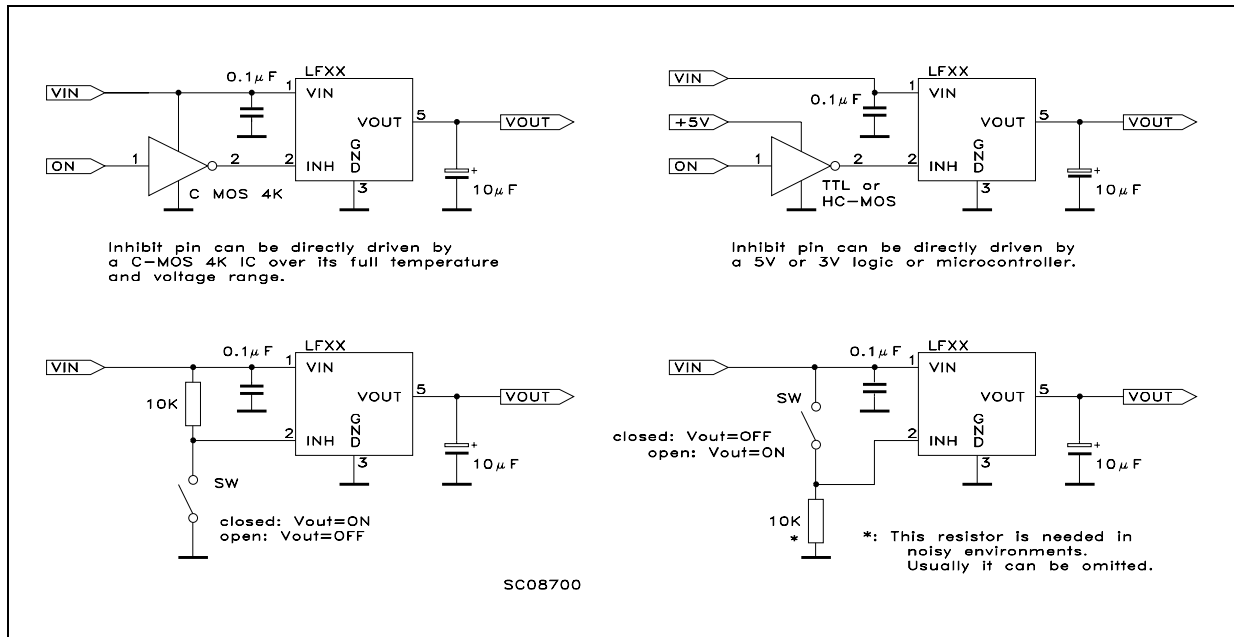 LFXX
0.1µF
VIN
1
VIN
VOUT
5
VOUT
ON
1
2
2
INH
GND
3
C MOS 4K
+
10µF
Inhibit pin can be directly driven by
a C-MOS 4K IC over its full temperature
and voltage range.
LFXX
VIN
1
VIN
0.1µF
+5V
VOUT
5
VOUT
ON
1
2
2
INH
GND
3
TTL or
HC-MOS
+
10µF
Inhibit pin can be directly driven by
a 5V or 3V logic or microcontroller.
LFXX
0.1µF
VIN
1
VIN
10K
VOUT
5
VOUT
2
INH
GND
3
+
10µF
SW
closed: Vout=ON
open: Vout=OFF
LFXX
0.1µF
VIN
1
VIN
SW
VOUT
5
VOUT
closed: Vout=OFF
open: Vout=ON
2
INH
GND
3
+
10µF
10K
*
*: This resistor is needed in
noisy environments.
Usually it can be omitted.
SC08700